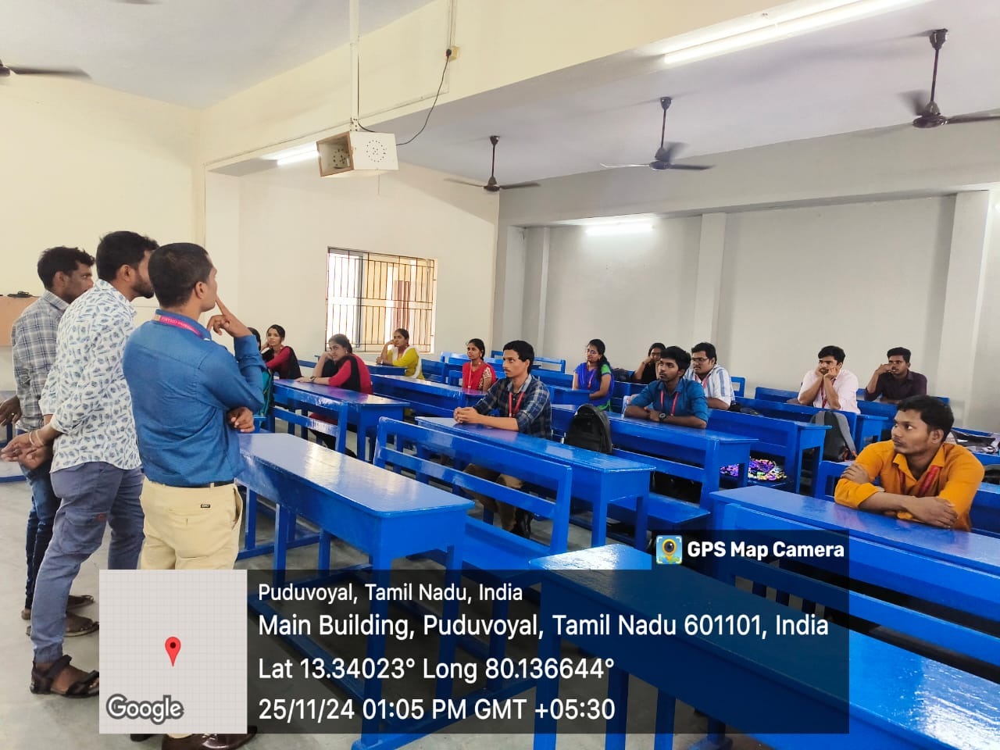 GPS Map Camera
Puduvoyal, Tamil Nadu, India
Main Building, Puduvoyal, Tamil Nadu 601101, India
Lat 13.34023° Long 80.136644°
25/11/24 01:05 PM GMT +05:30
Google